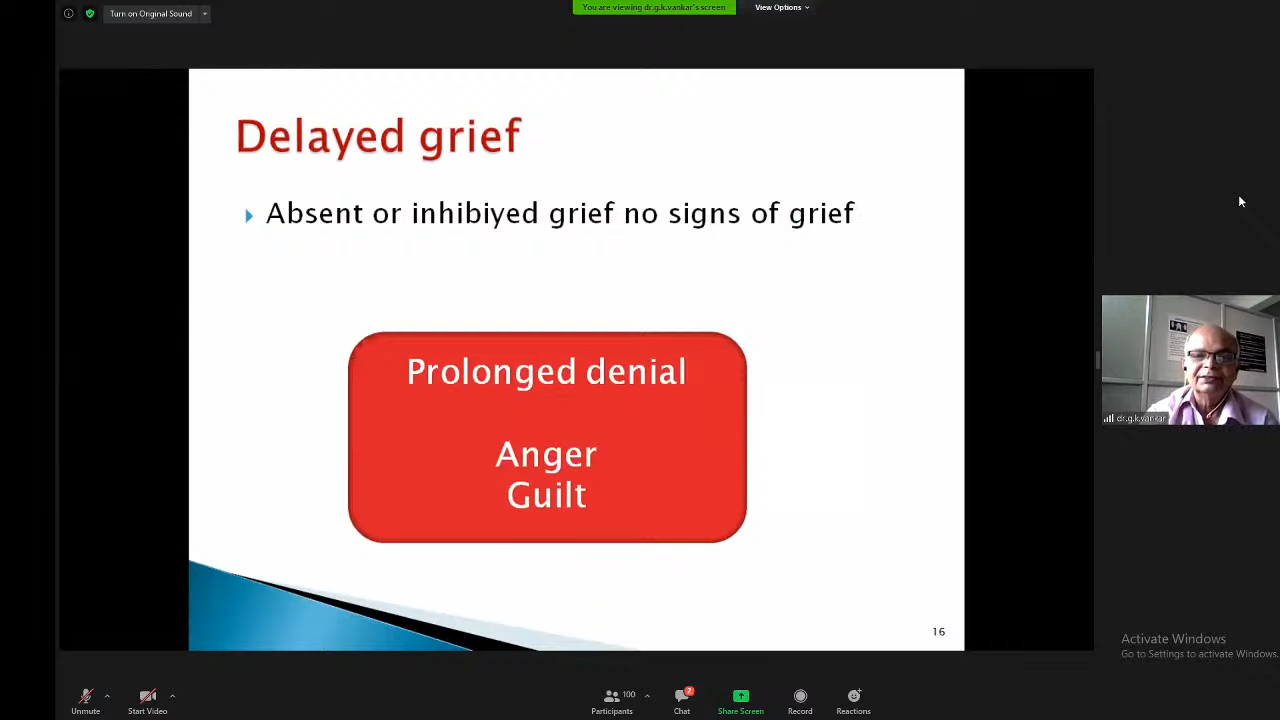 Turn on Original Sound
You are viewing dr.g.k.vankar's screen
View Options
Delayed grief
Absent or inhibiyed grief no signs of grief
Prolonged denial
Anger
Guilt
16
dr.g.k.vankar
Activate Windows
Go to Settings to activate Windows.
Unmute
Start Video
100
Participants
2
Chat
Share Screen
Record
Reactions